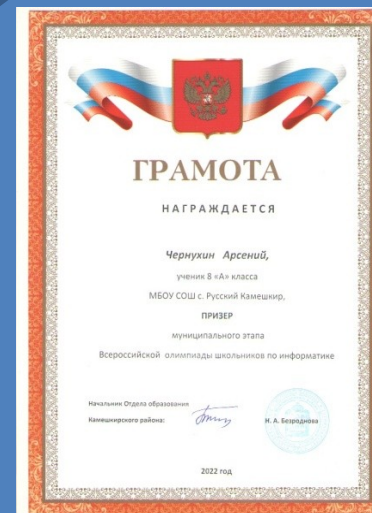 ГРАМОТА
НАГРАЖДАЕТСЯ
Чернухин Арсений,
ученик 8 «А» класса
МБОУ СОШ с. Русский Камешкир,
ПРИЗЕР
муниципального этапа
Всероссийской олимпиады школьников по информатике
Начальник Отдела образования
Камешкирского района:
Н. А. Безроднова
2022 год